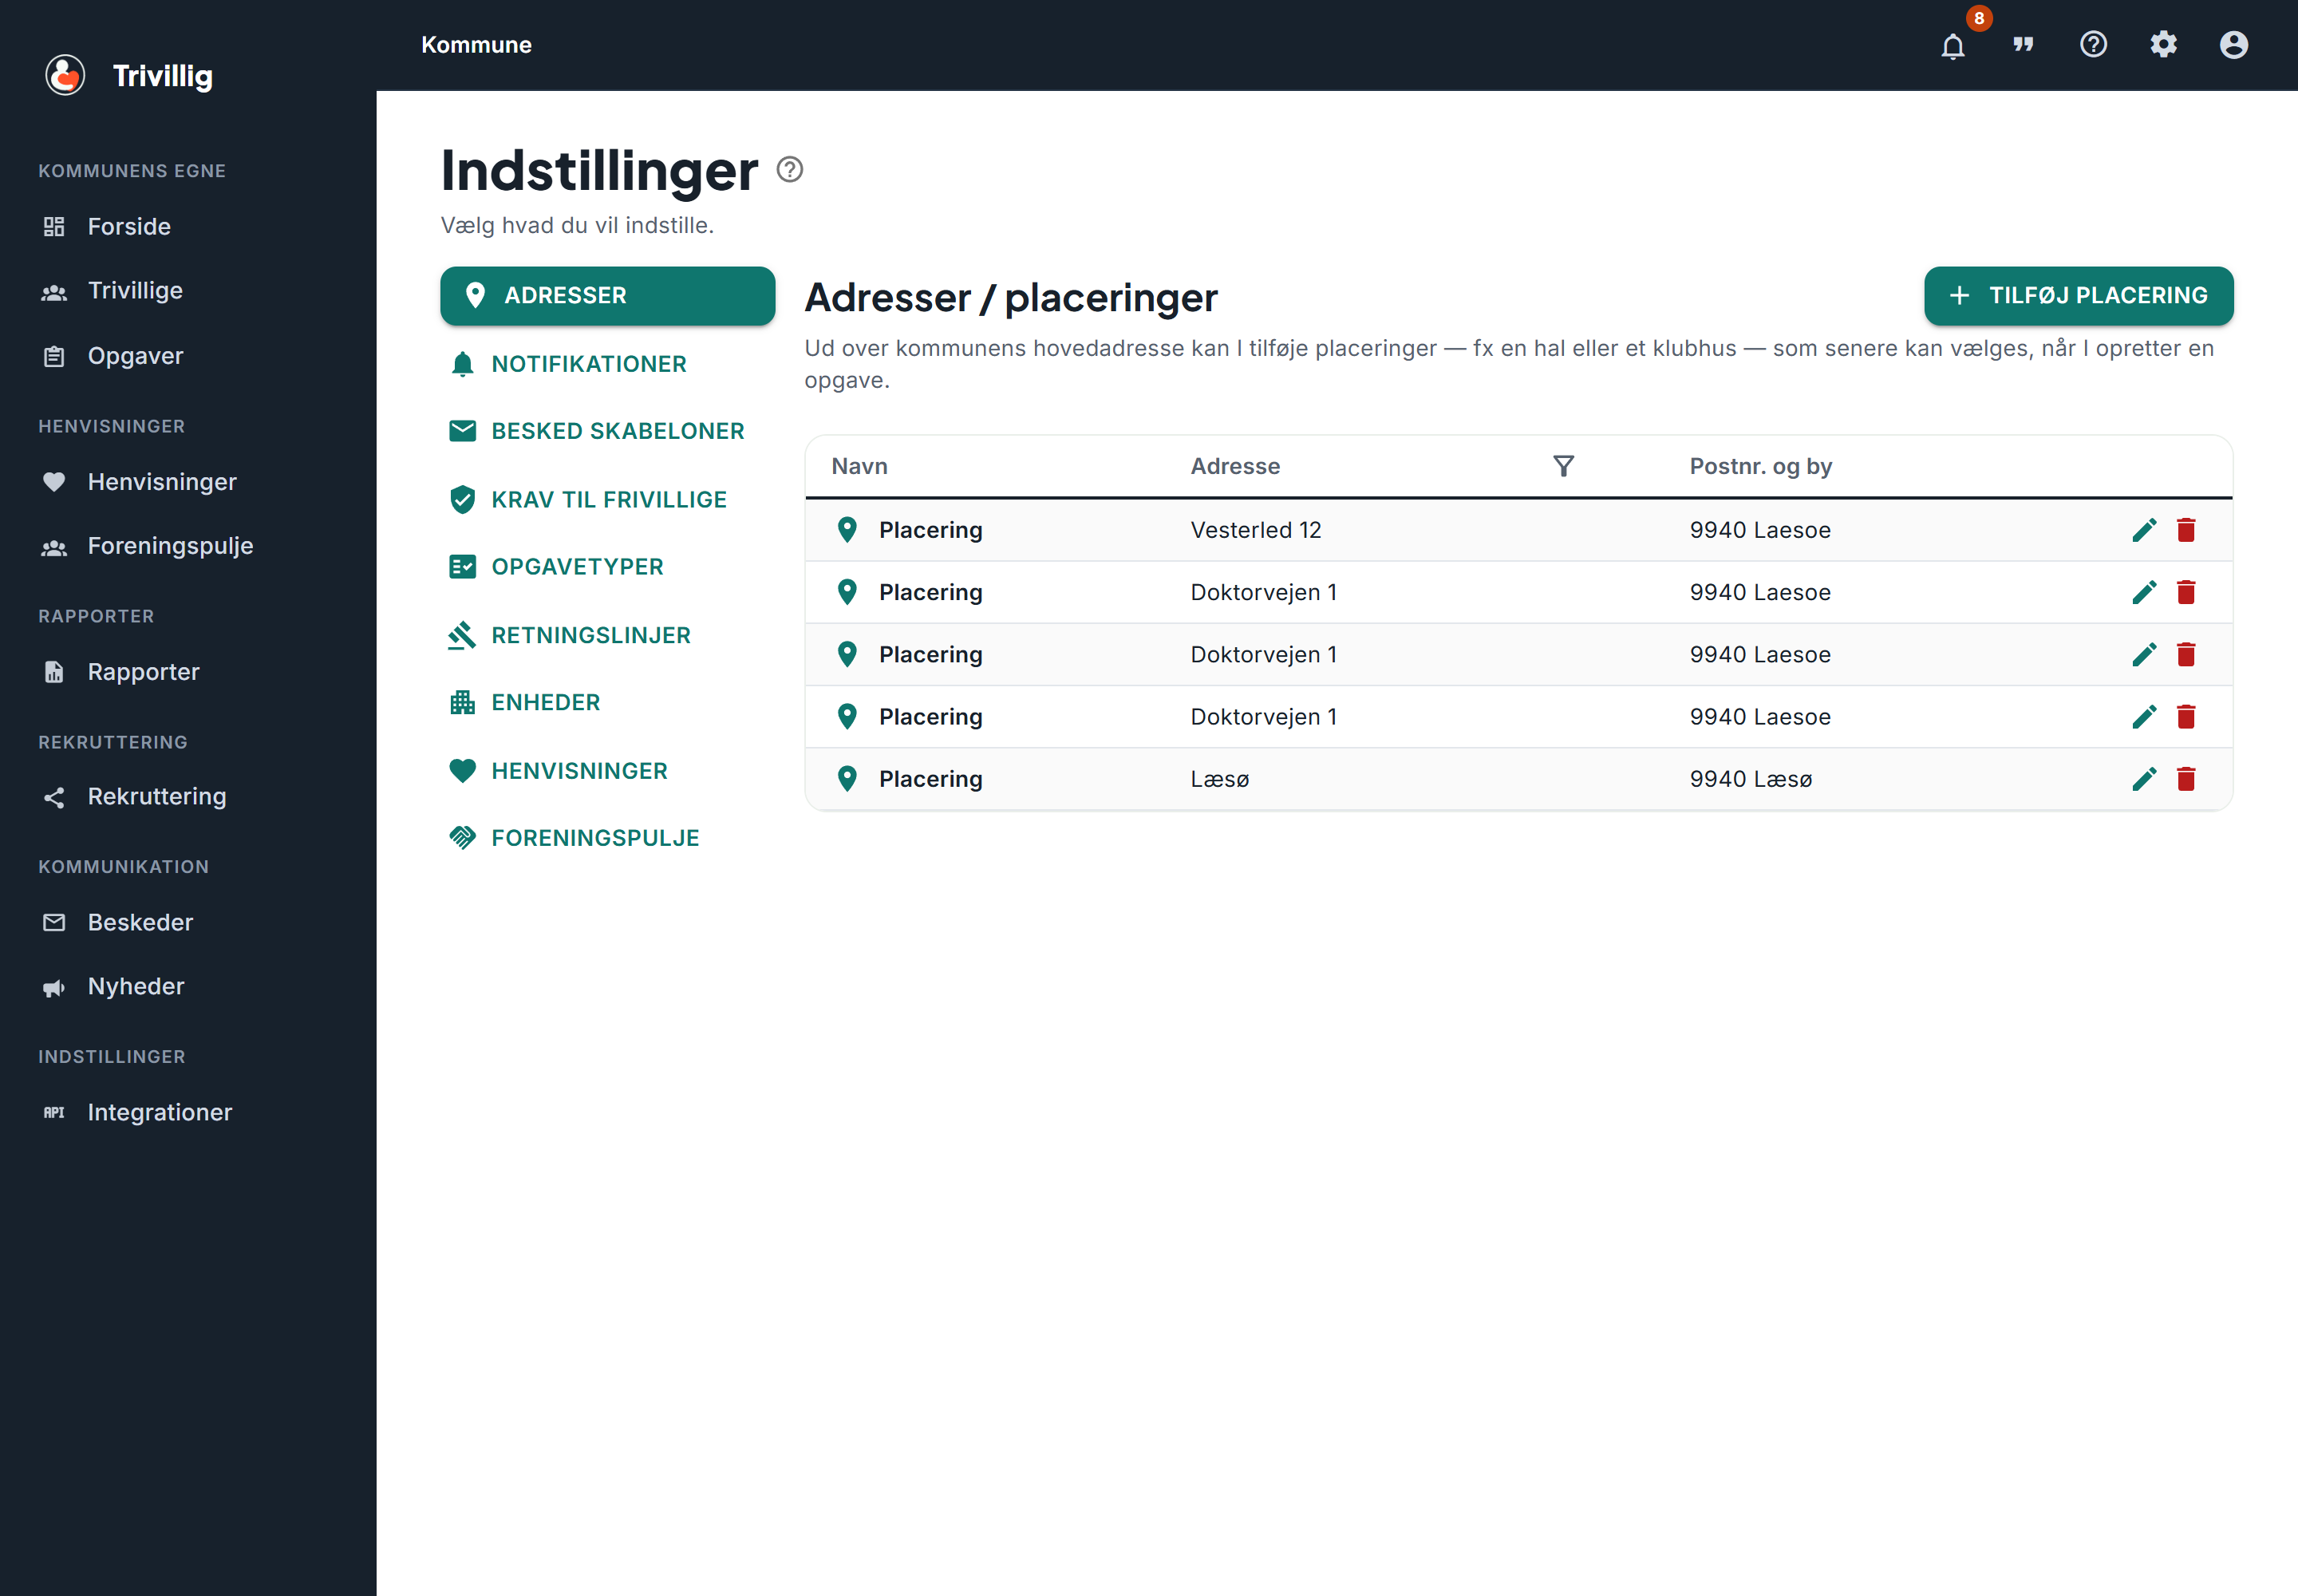 Trivillig
Kommune
8
KOMMUNENS EGNE
Forside
Trivillige
Opgaver
HENVISNINGER
Henvisninger
Foreningspulje
RAPPORTER
Rapporter
REKRUTTERING
Rekruttering
KOMMUNIKATION
Beskeder
Nyheder
INDSTILLINGER
API Integrationer
Indstillinger
Vælg hvad du vil indstille.
ADRESSER
NOTIFIKATIONER
BESKED SKABELONER
KRAV TIL FRIVILLIGE
OPGAVETYPER
RETNINGSLINJER
ENHEDER
HENVISNINGER
FORENINGSPULJE
Adresser / placeringer
TILFØJ PLACERING
Ud over kommunens hovedadresse kan I tilføje placeringer — fx en hal eller et klubhus — som senere kan vælges, når I opretter en
opgave.
Navn Adresse Postnr. og by
Placering Vesterled 12 9940 Laesoe
Placering Doktorvejen 1 9940 Laesoe
Placering Doktorvejen 1 9940 Laesoe
Placering Doktorvejen 1 9940 Laesoe
Placering Læsø 9940 Læsø